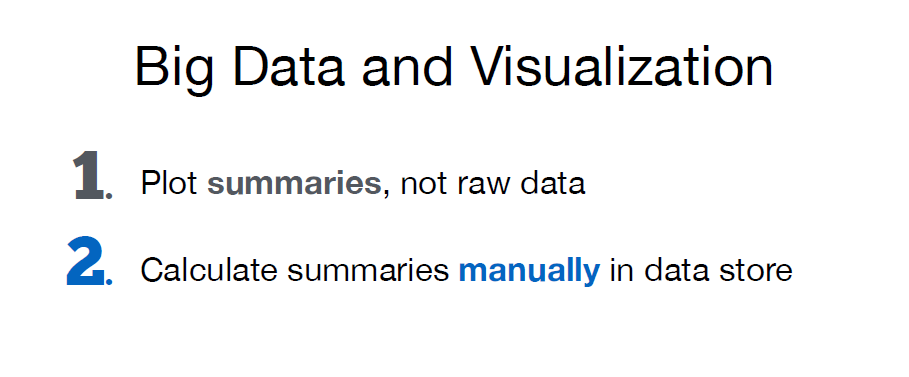 Big Data and Visualization
1. Plot summaries, not raw data
2. Calculate summaries manually in data store